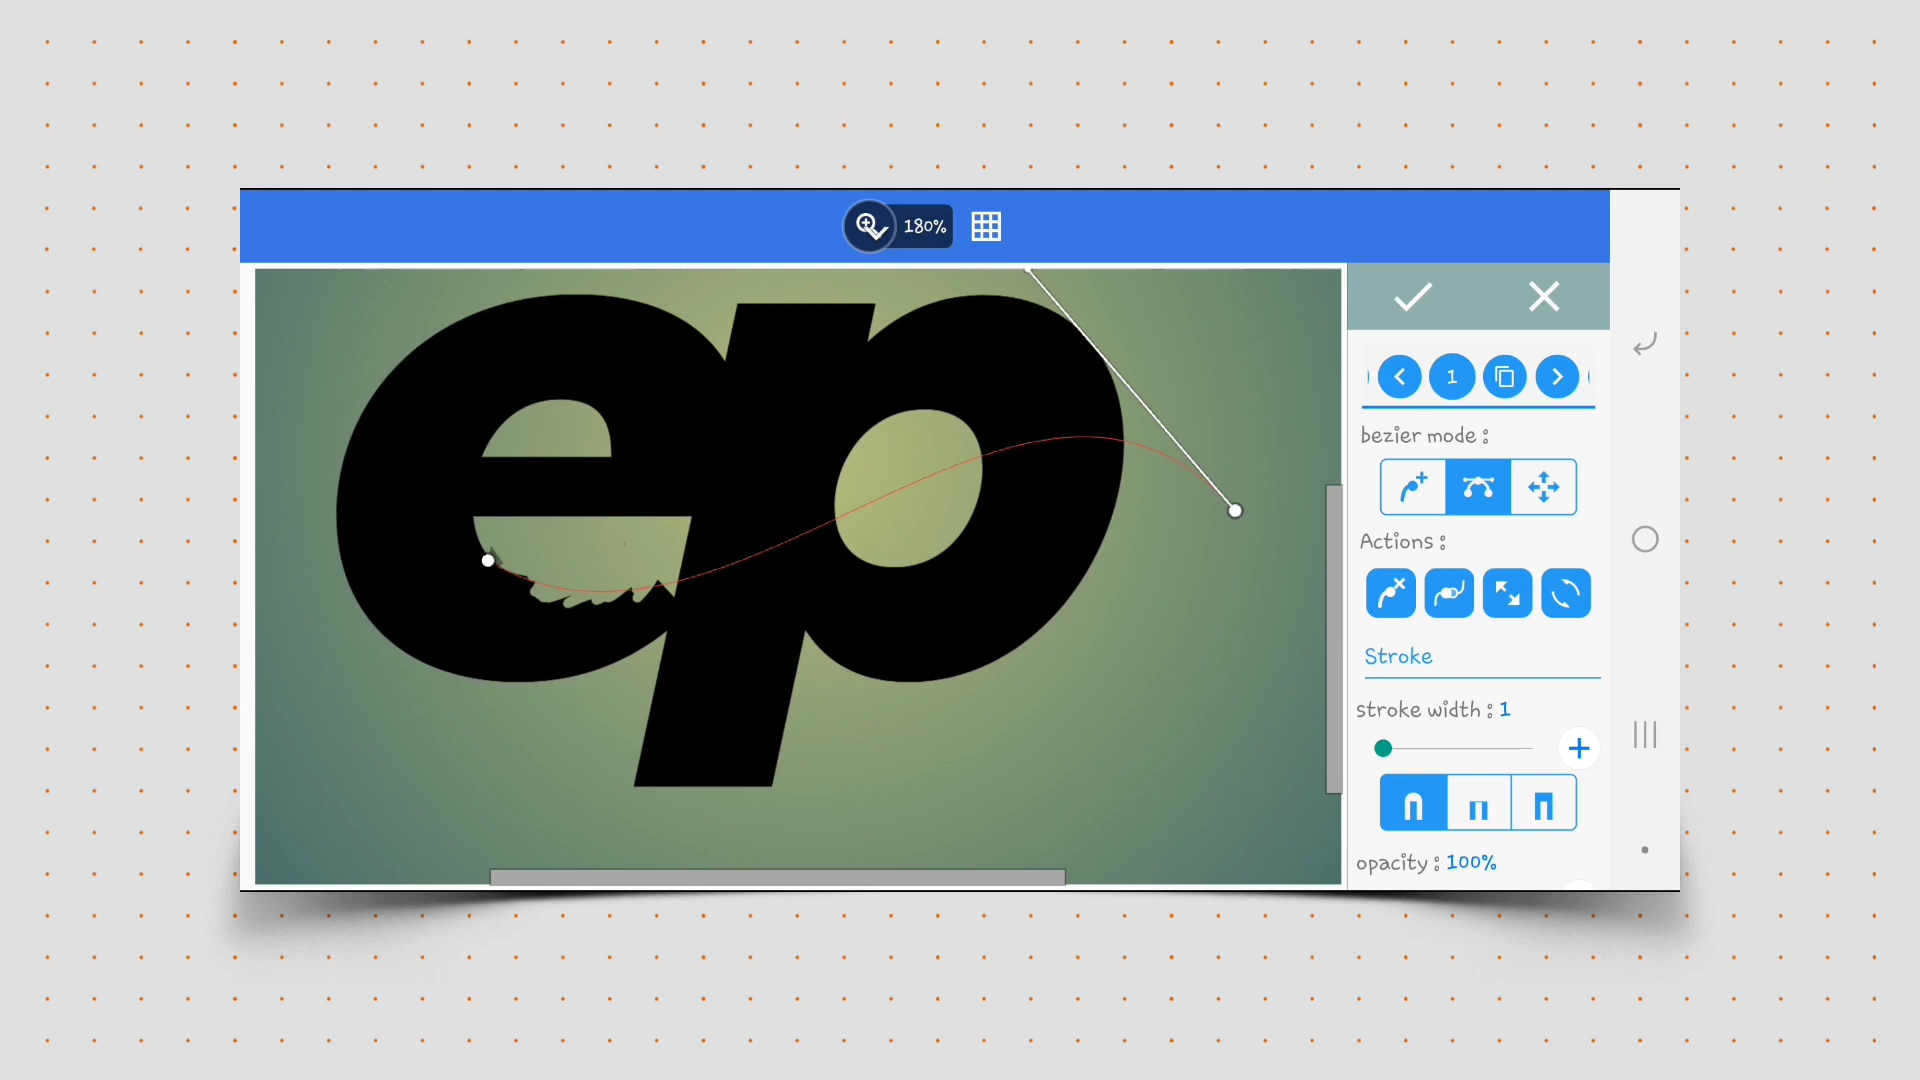 180%
ep
1
bezier mode :
Actions :
Stroke
stroke width : 1
opacity : 100%